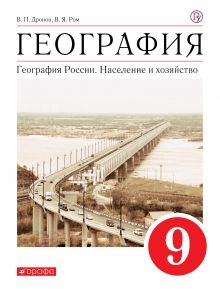 В. П. Дронов, В. Я. Ром
ГЕОГРАФИЯ
География России. Население и хозяйство
9
дрофа